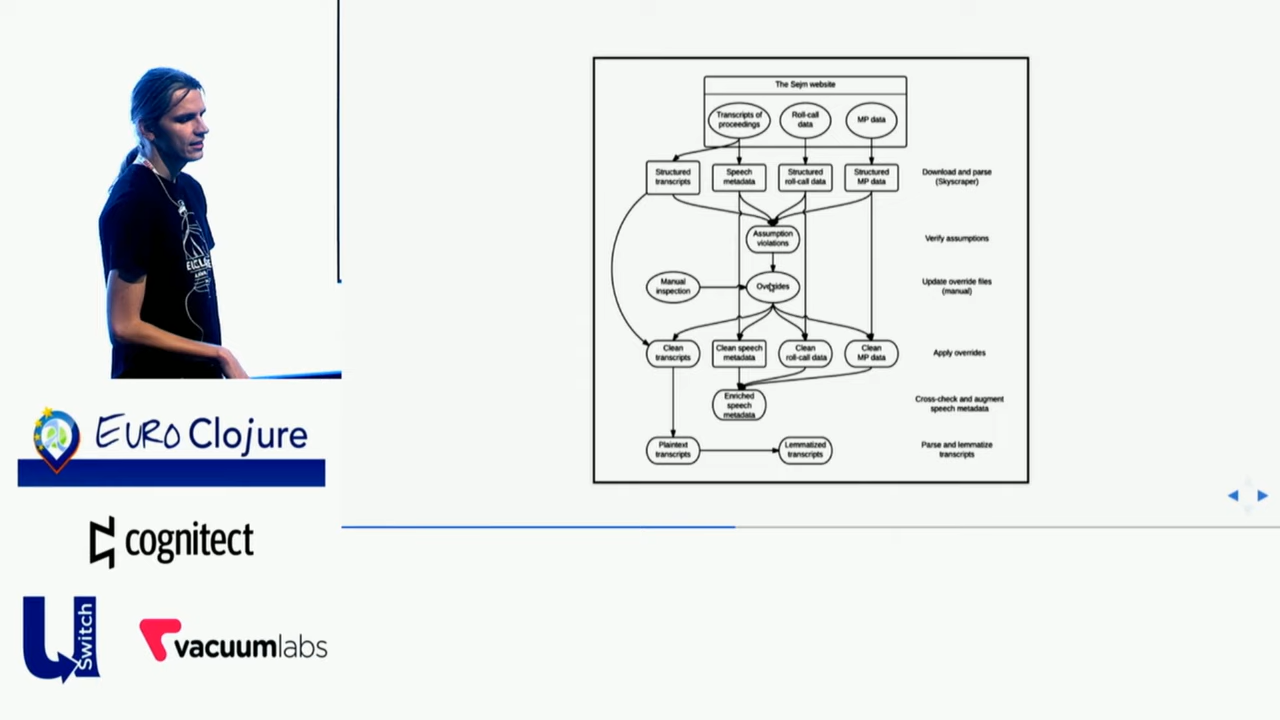 The Sejm website
Transcripts of
proceedings
Roll-call
data
MP data
Structured
transcripts
Speech
metadata
Structured
roll-call data
Structured
MP data
Download and parse
(Skyscraper)
Assumption
violations
Verify assumptions
Manual
inspection
Overrides
Update override files
(manual)
Clean
transcripts
Clean speech
metadata
Clean
roll-call data
Clean
MP data
Apply overrides
Enriched
speech
metadata
Cross-check and augment
speech metadata
Plaintext
transcripts
Lemmatized
transcripts
Parse and lemmatize
transcripts
EURO Clojure
cognitect
uSwitch
vacuumlabs